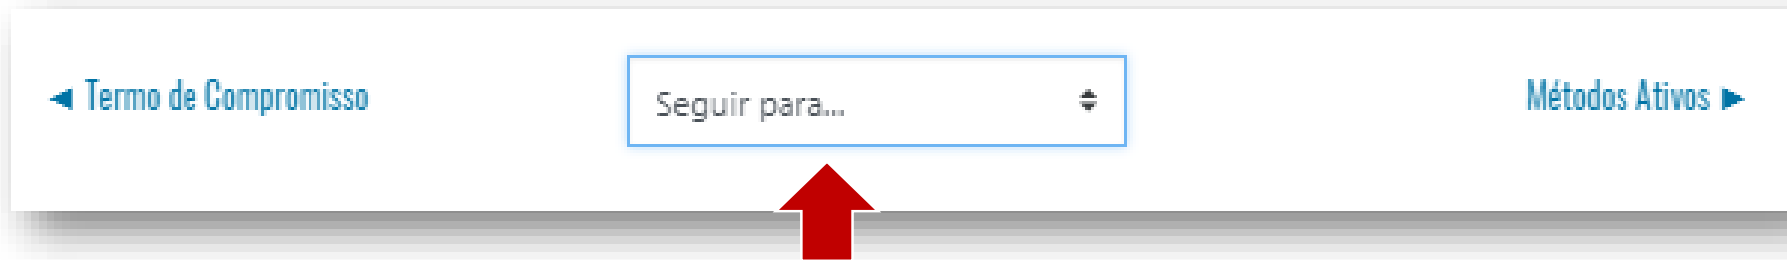 ◄ Termo de Compromisso
Seguir para...
Métodos Ativos ►